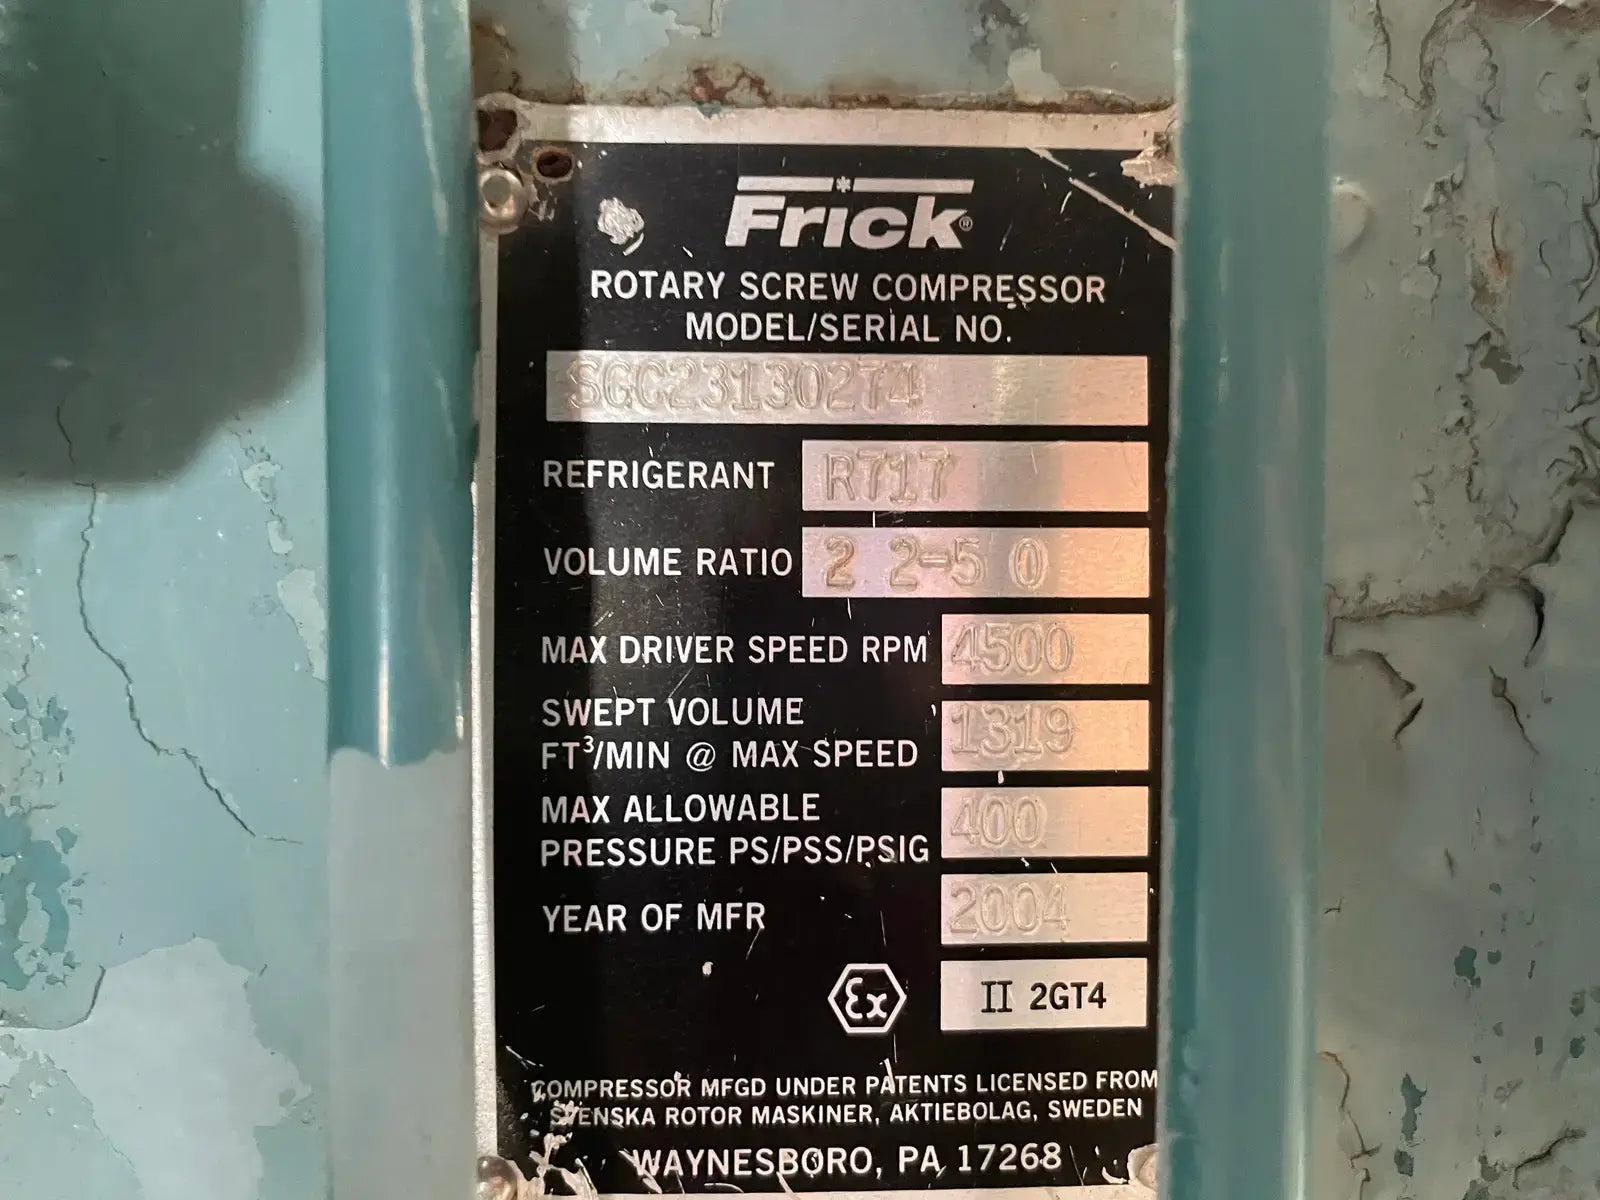 Frick®
ROTARY SCREW COMPRESSOR
MODEL/SERIAL NO.
SGC23130274
REFRIGERANT R717
VOLUME RATIO 2 2-5 0
MAX DRIVER SPEED RPM 4500
SWEPT VOLUME
FT³/MIN @ MAX SPEED 1319
MAX ALLOWABLE
PRESSURE PS/PSS/PSIG 400
YEAR OF MFR 2004
Ex II 2GT4
COMPRESSOR MFGD UNDER PATENTS LICENSED FROM
SVENSKA ROTOR MASKINER, AKTIEBOLAG, SWEDEN
WAYNESBORO, PA 17268